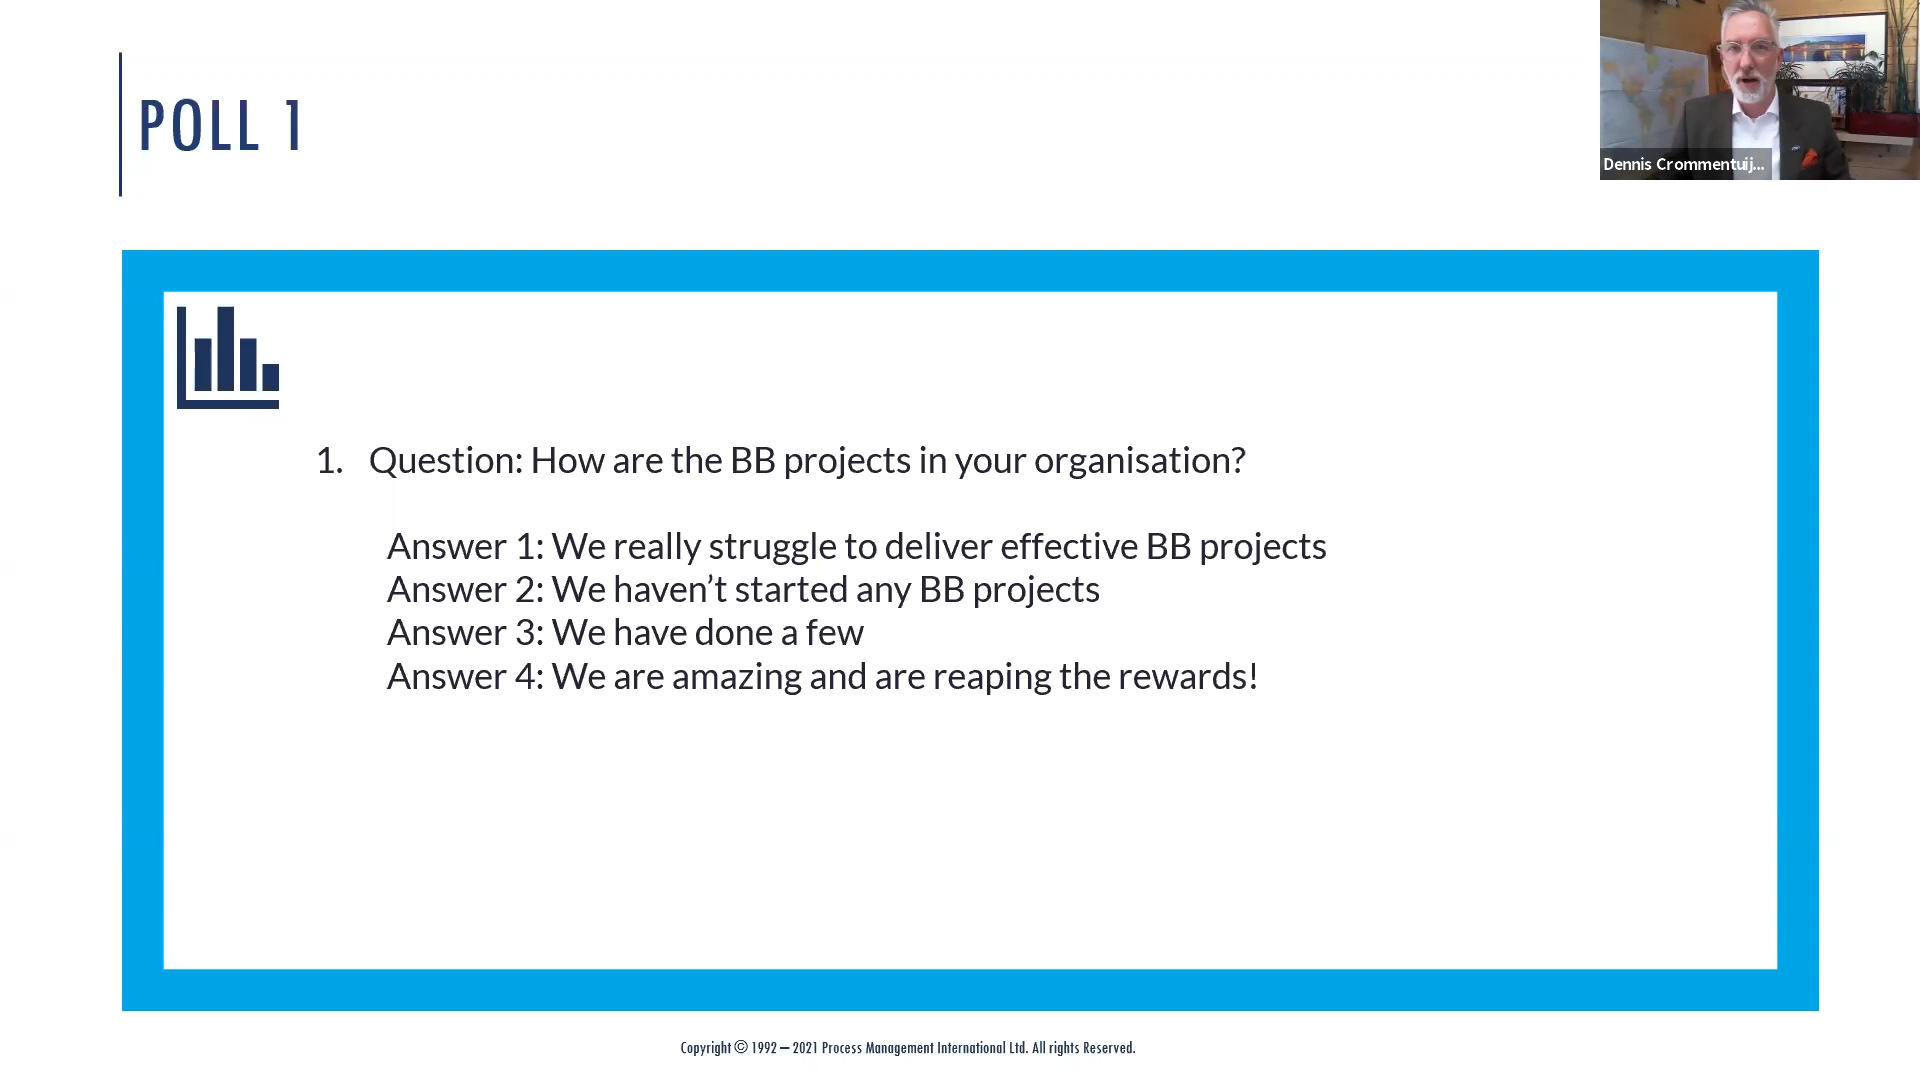 POLL 1
Dennis Crommentuij...
1. Question: How are the BB projects in your organisation?
Answer 1: We really struggle to deliver effective BB projects
Answer 2: We haven’t started any BB projects
Answer 3: We have done a few
Answer 4: We are amazing and are reaping the rewards!
Copyright © 1992 – 2021 Process Management International Ltd. All rights Reserved.